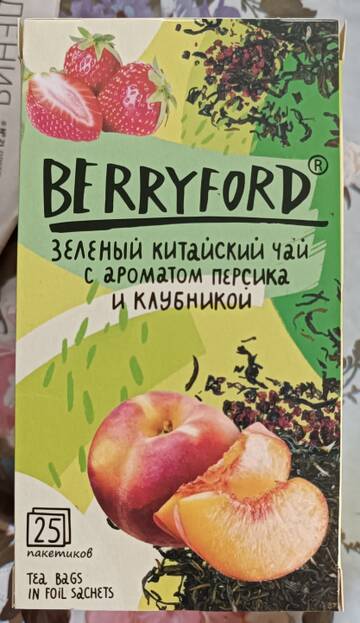 BERRYFORD®
ЗЕЛЕНЫЙ КИТАЙСКИЙ ЧАЙ
С АРОМАТОМ ПЕРСИКА
И КЛУБНИКОЙ
25
пакетиков
TEA BAGS
IN FOIL SACHETS